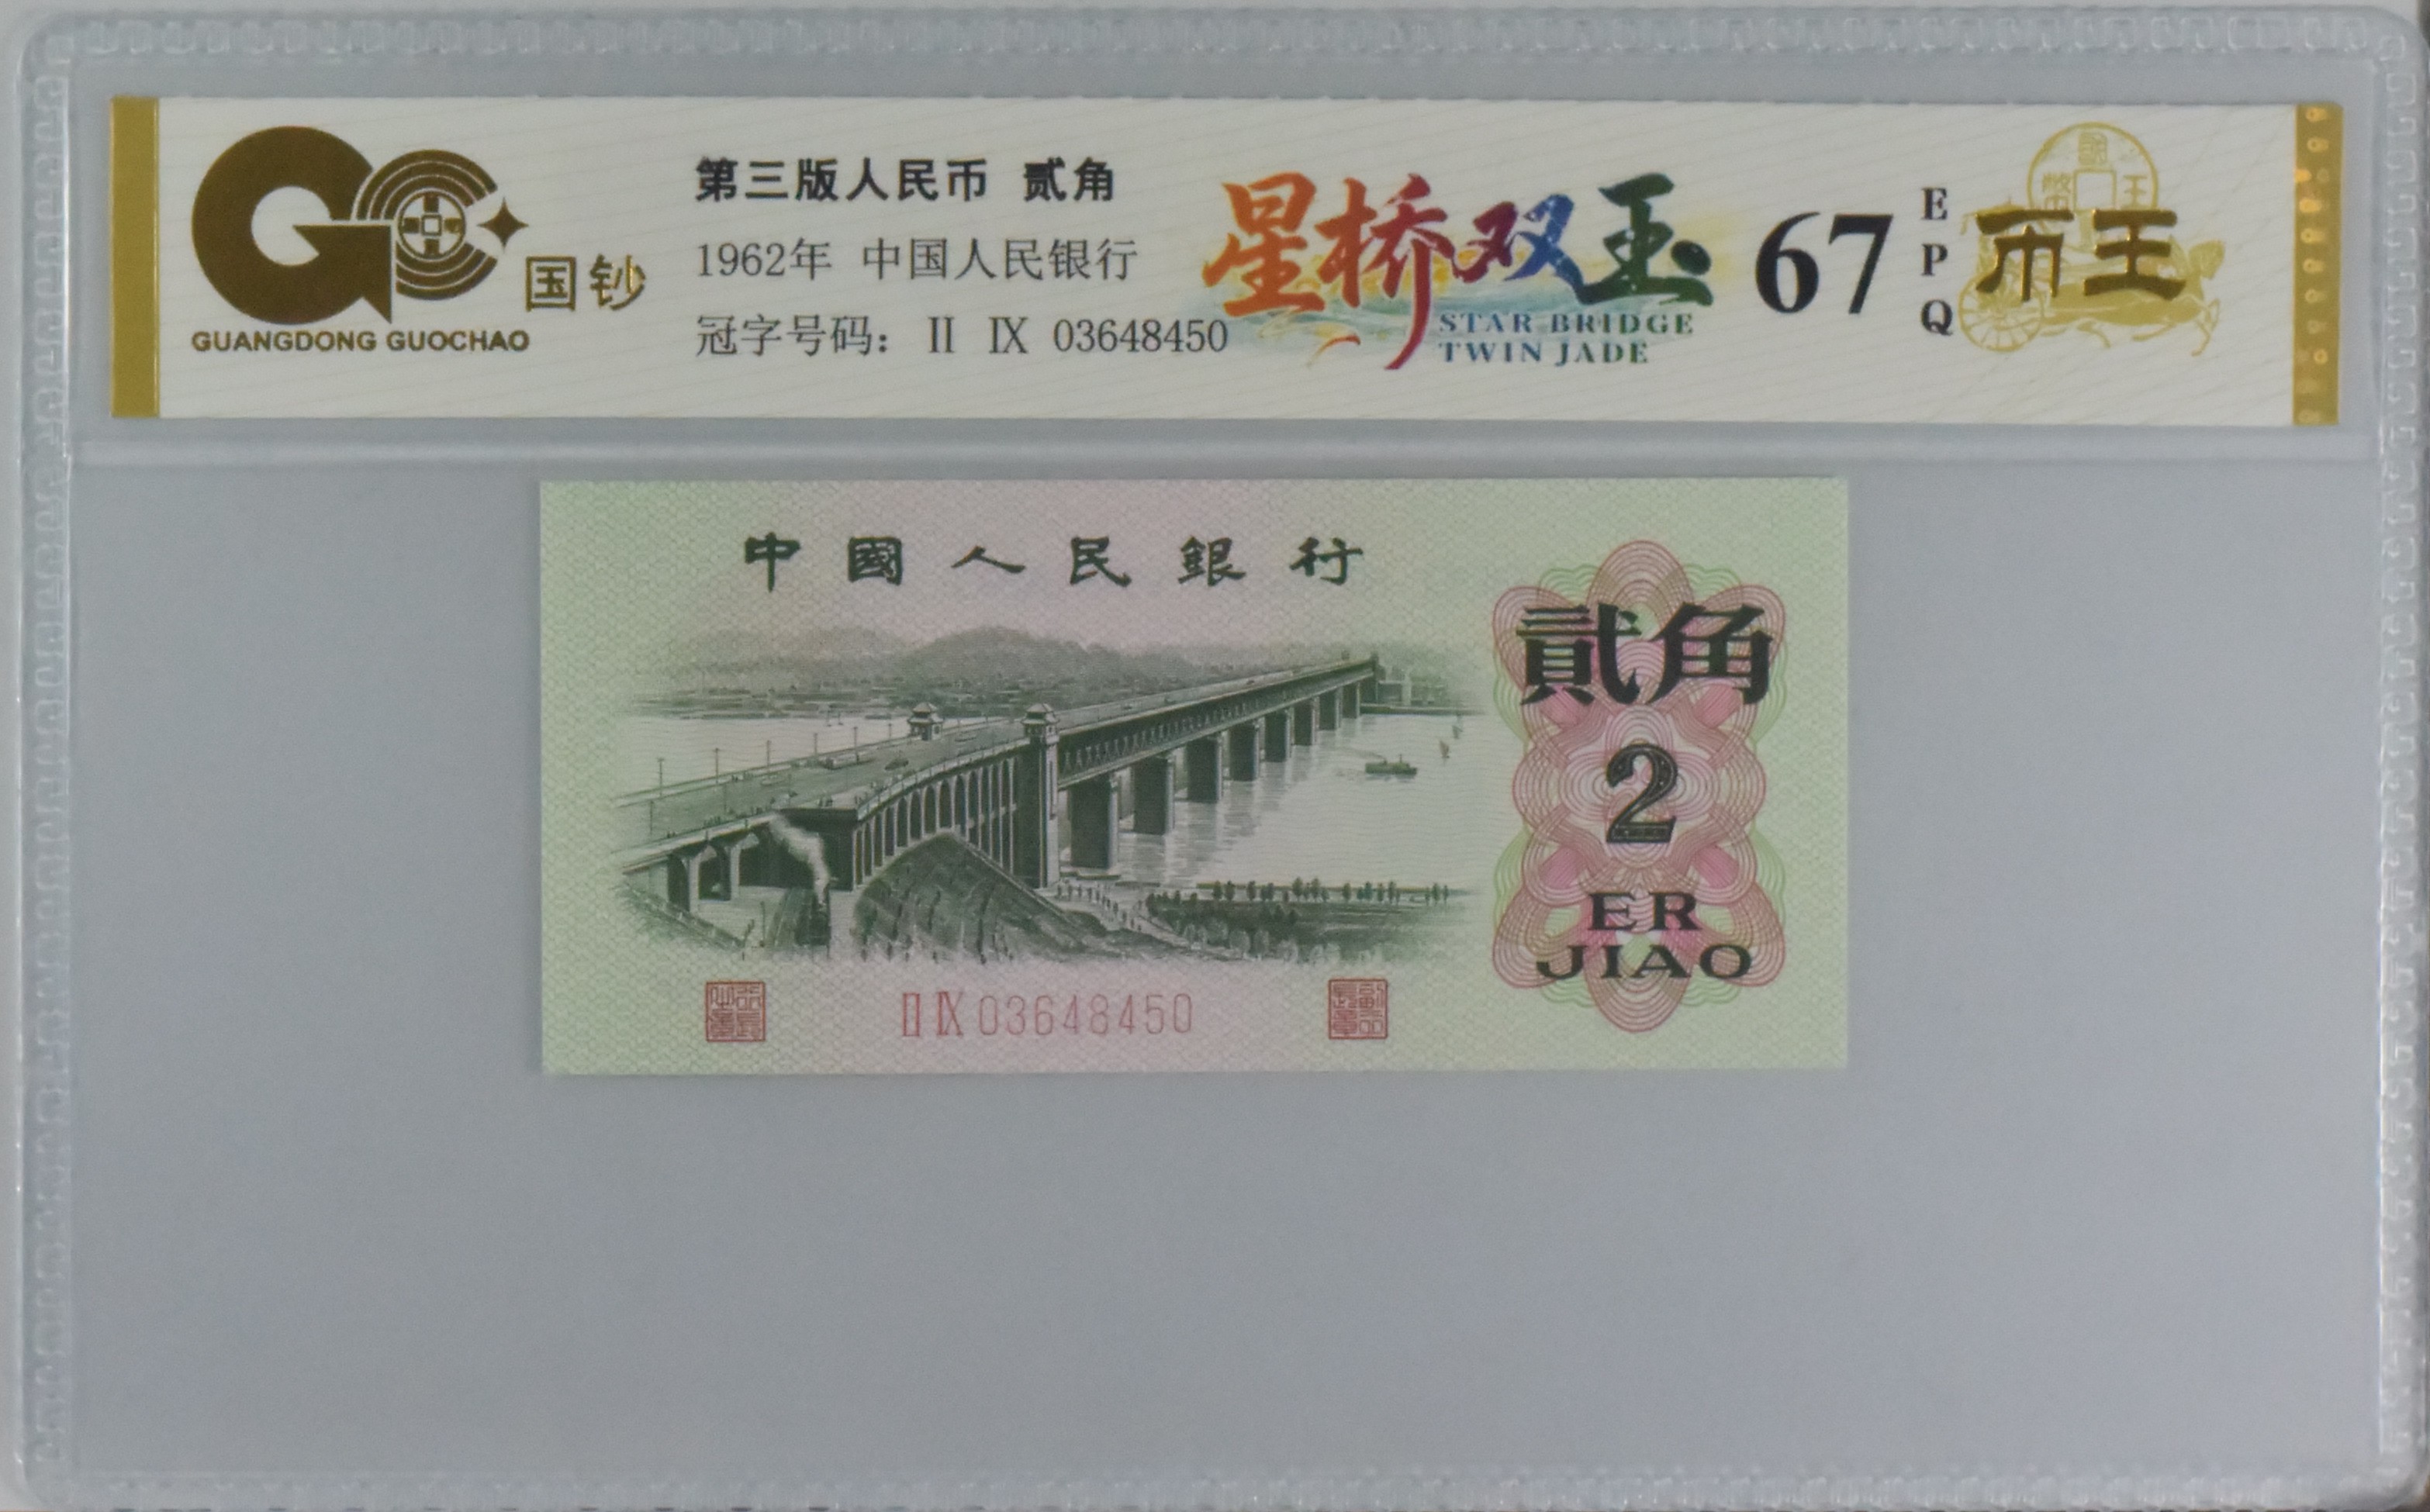 国钞
GUANGDONG GUOCHAO
第三版人民币 贰角
1962年 中国人民银行
冠字号码： Ⅱ Ⅸ 03648450
星桥双玉
STAR BRIDGE
TWIN JADE
67
E
P
Q
币王
中國人民銀行
貳角
2
ER
JIAO
Ⅱ Ⅸ 03648450